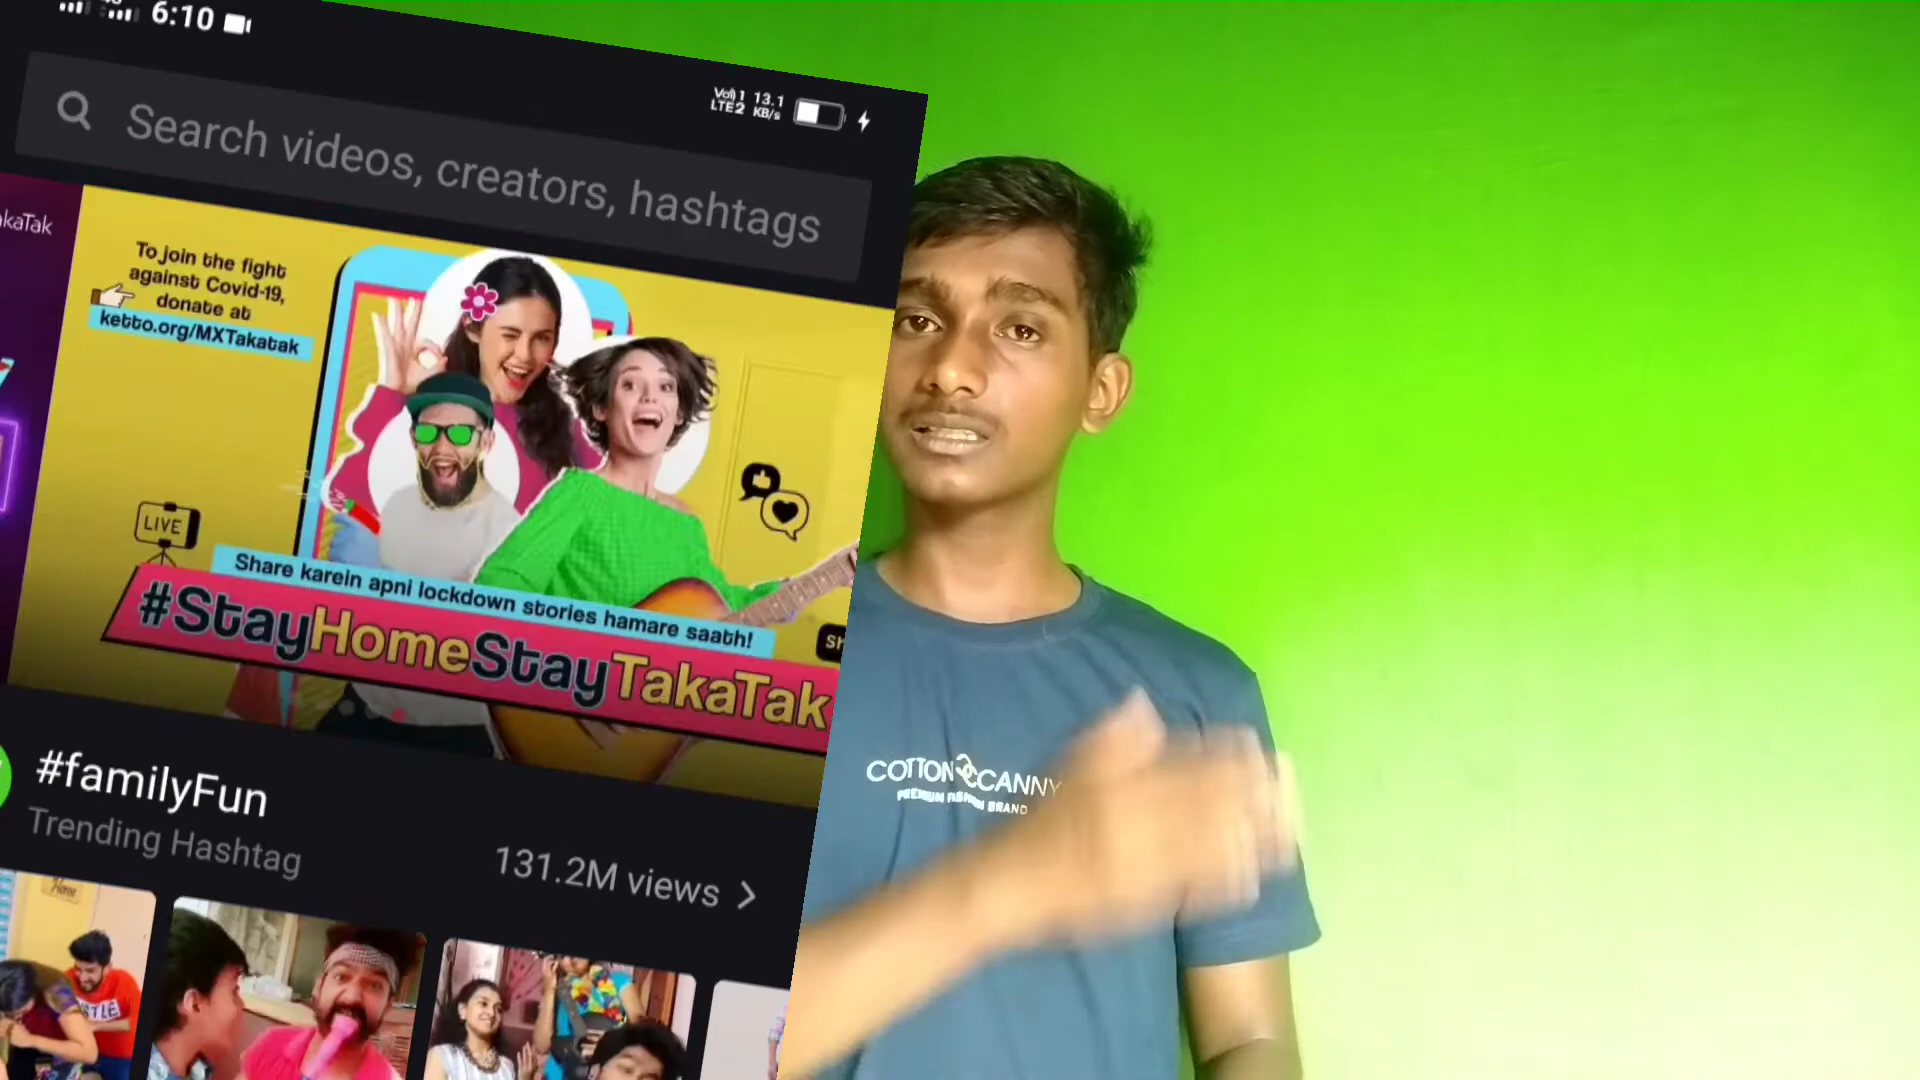 6:10
Vo)) 1 13.1
LTE2 KB/s
Search videos, creators, hashtags
akaTak
To join the fight
against Covid-19,
donate at
ketto.org/MXTakatak
LIVE
Share karein apni lockdown stories hamare saath!
#StayHomeStayTakaTak
#familyFun
Trending Hashtag
131.2M views
Home
COTTON CANNY
PREMIUM FASHION BRAND